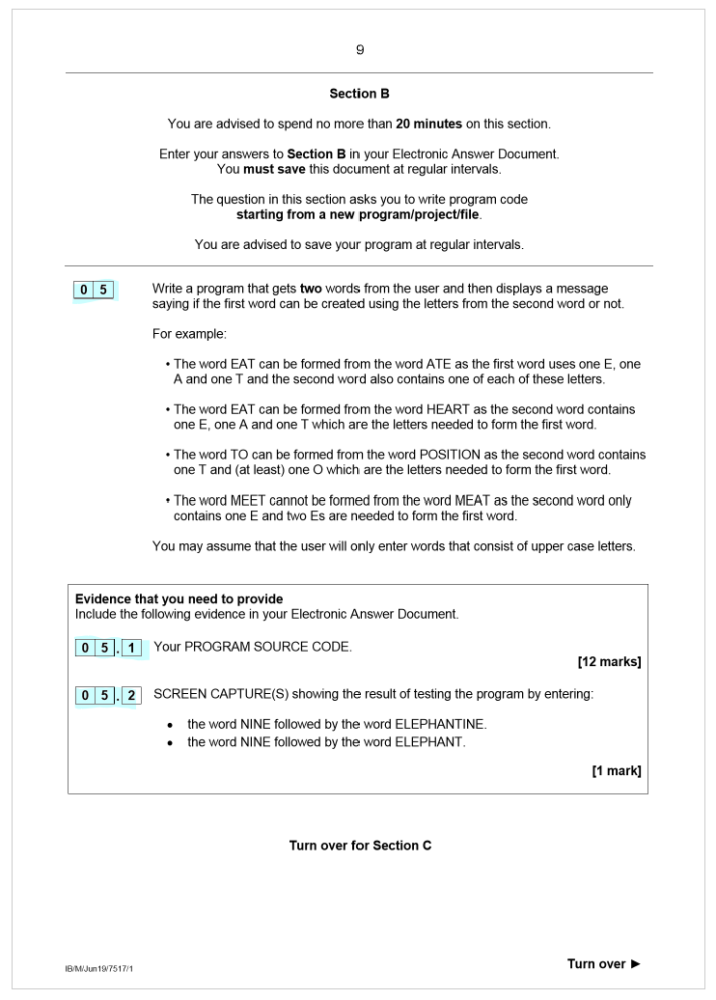 9
Section B
You are advised to spend no more than 20 minutes on this section.
Enter your answers to Section B in your Electronic Answer Document.
You must save this document at regular intervals.
The question in this section asks you to write program code
starting from a new program/project/file.
You are advised to save your program at regular intervals.
0 5 Write a program that gets two words from the user and then displays a message
saying if the first word can be created using the letters from the second word or not.
For example:
• The word EAT can be formed from the word ATE as the first word uses one E, one
A and one T and the second word also contains one of each of these letters.
• The word EAT can be formed from the word HEART as the second word contains
one E, one A and one T which are the letters needed to form the first word.
• The word TO can be formed from the word POSITION as the second word contains
one T and (at least) one O which are the letters needed to form the first word.
• The word MEET cannot be formed from the word MEAT as the second word only
contains one E and two Es are needed to form the first word.
You may assume that the user will only enter words that consist of upper case letters.
Evidence that you need to provide
Include the following evidence in your Electronic Answer Document.
0 5 . 1 Your PROGRAM SOURCE CODE.
[12 marks]
0 5 . 2 SCREEN CAPTURE(S) showing the result of testing the program by entering:
• the word NINE followed by the word ELEPHANTINE.
• the word NINE followed by the word ELEPHANT.
[1 mark]
Turn over for Section C
Turn over ►
IB/M/Jun19/7517/1